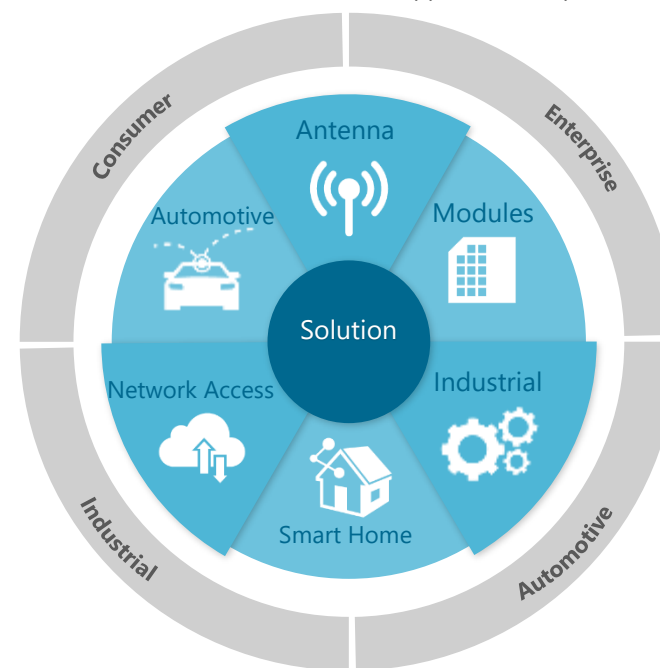 Consumer
Enterprise
Antenna
Automotive
Modules
Solution
Network Access
Industrial
Smart Home
Industrial
Automotive